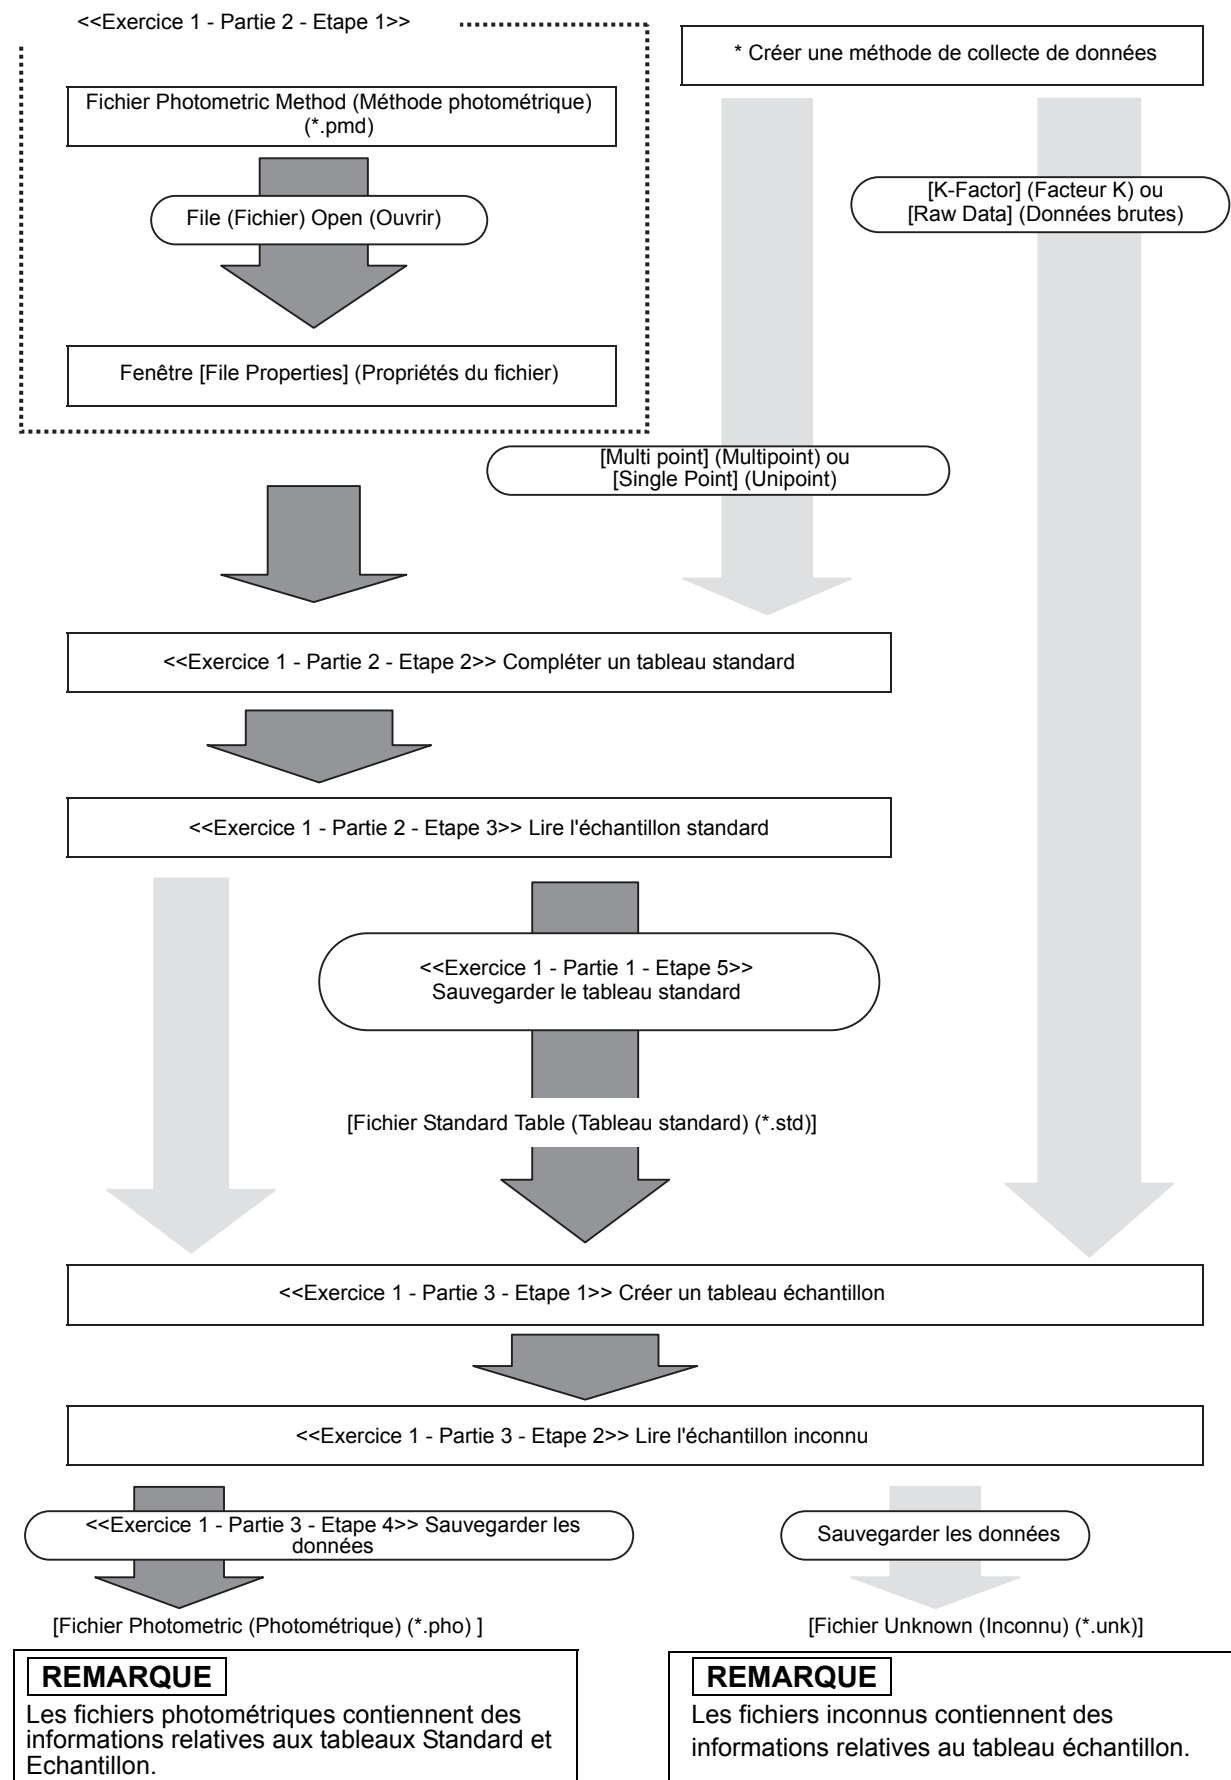 <<Exercice 1 - Partie 2 - Etape 1>>
* Créer une méthode de collecte de données
Fichier Photometric Method (Méthode photométrique)
(*.pmd)
[K-Factor] (Facteur K) ou
[Raw Data] (Données brutes)
File (Fichier) Open (Ouvrir)
Fenêtre [File Properties] (Propriétés du fichier)
[Multi point] (Multipoint) ou
[Single Point] (Unipoint)
<<Exercice 1 - Partie 2 - Etape 2>> Compléter un tableau standard
<<Exercice 1 - Partie 2 - Etape 3>> Lire l'échantillon standard
<<Exercice 1 - Partie 1 - Etape 5>>
Sauvegarder le tableau standard
[Fichier Standard Table (Tableau standard) (*.std)]
<<Exercice 1 - Partie 3 - Etape 1>> Créer un tableau échantillon
<<Exercice 1 - Partie 3 - Etape 2>> Lire l'échantillon inconnu
<<Exercice 1 - Partie 3 - Etape 4>> Sauvegarder les
données
Sauvegarder les données
[Fichier Photometric (Photométrique) (*.pho) ]
[Fichier Unknown (Inconnu) (*.unk)]
REMARQUE
Les fichiers photométriques contiennent des
informations relatives aux tableaux Standard et
Echantillon.
REMARQUE
Les fichiers inconnus contiennent des
informations relatives au tableau échantillon.